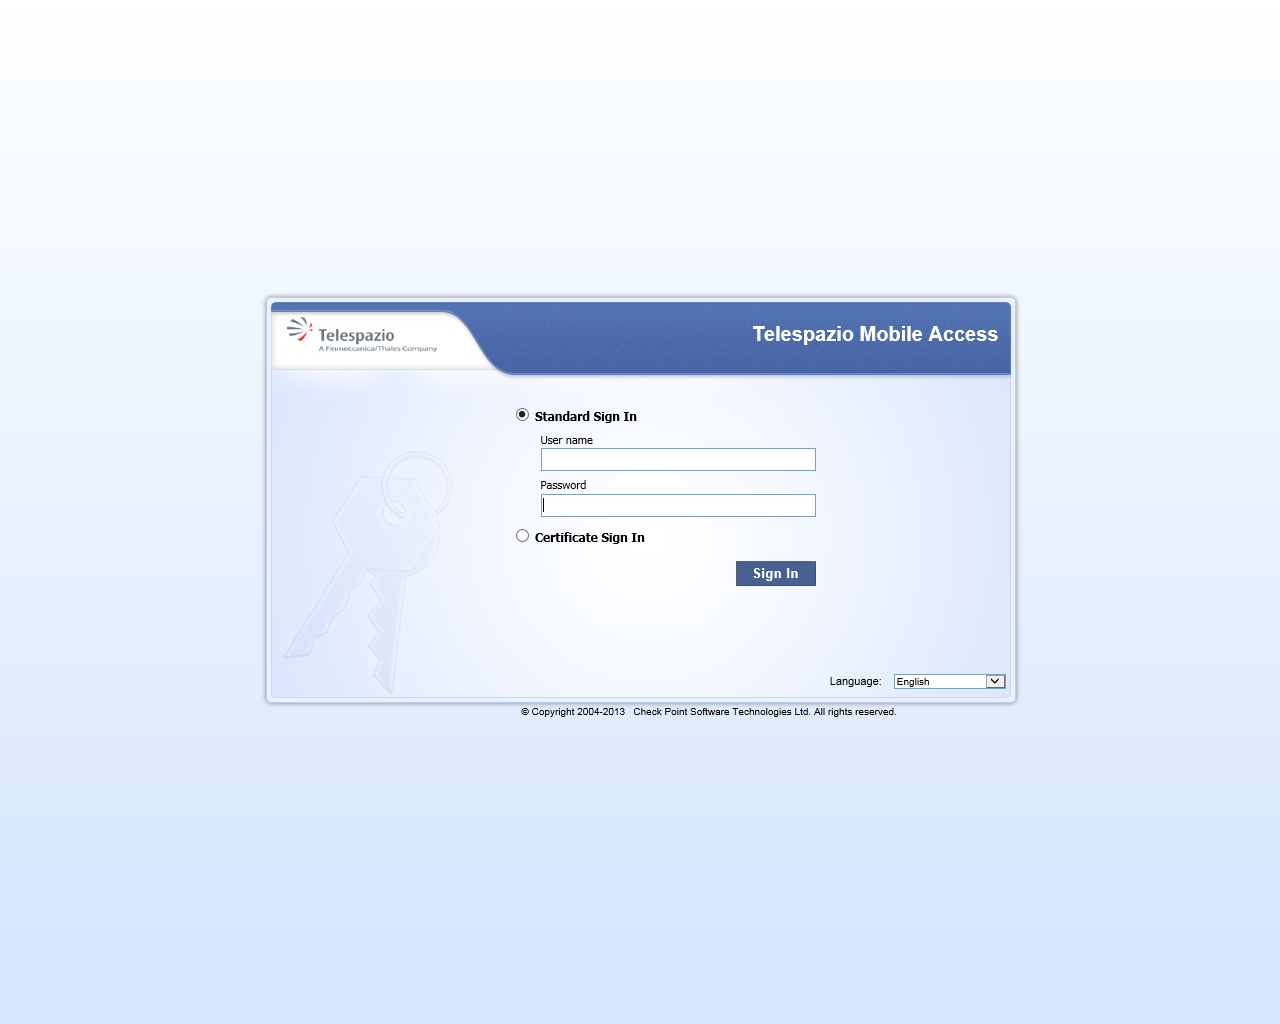 Telespazio
A Finmeccanica/Thales Company
Telespazio Mobile Access
Standard Sign In
User name
Password
Certificate Sign In
Sign In
Language: English
© Copyright 2004-2013 Check Point Software Technologies Ltd. All rights reserved.